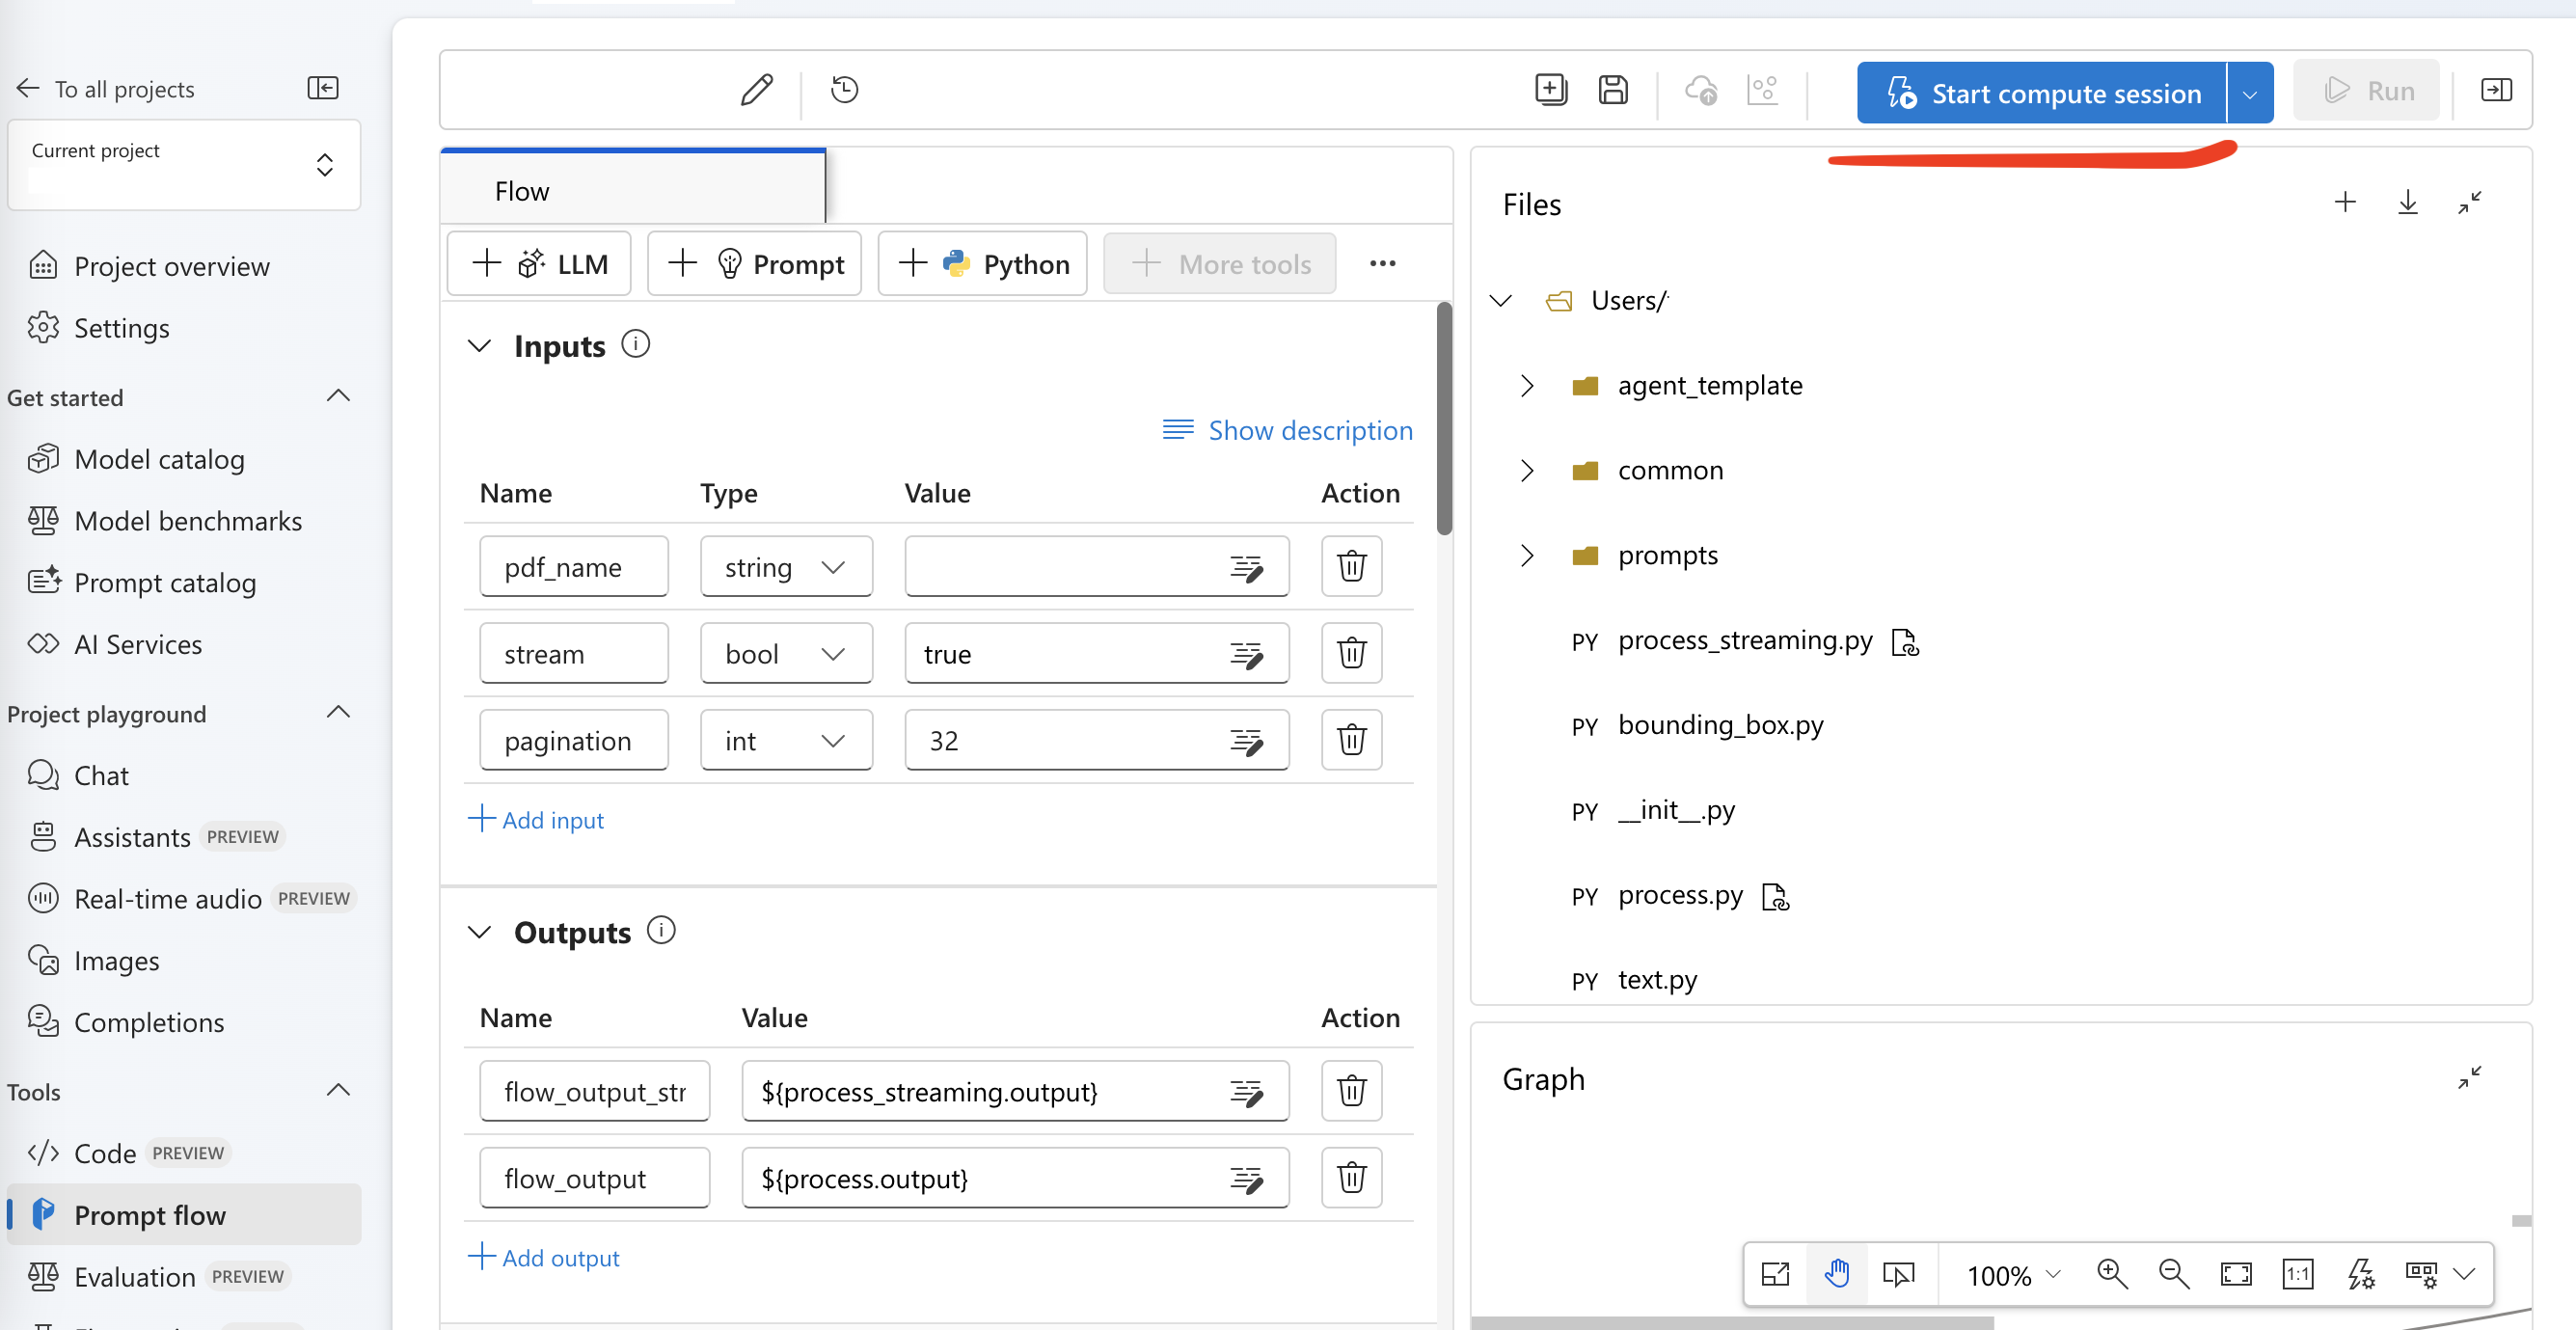 To all projects
Current project
Project overview
Settings
Get started
Model catalog
Model benchmarks
Prompt catalog
AI Services
Project playground
Chat
Assistants PREVIEW
Real-time audio PREVIEW
Images
Completions
Tools
Code PREVIEW
Prompt flow
Evaluation PREVIEW
Start compute session
Run
Flow
LLM
Prompt
Python
More tools
Inputs
Show description
Name Type Value Action
pdf_name string
stream bool true
pagination int 32
Add input
Outputs
Name Value Action
flow_output_str ${process_streaming.output}
flow_output ${process.output}
Add output
Files
Users/
agent_template
common
prompts
PY process_streaming.py
PY bounding_box.py
PY __init__.py
PY process.py
PY text.py
Graph
100%
1:1